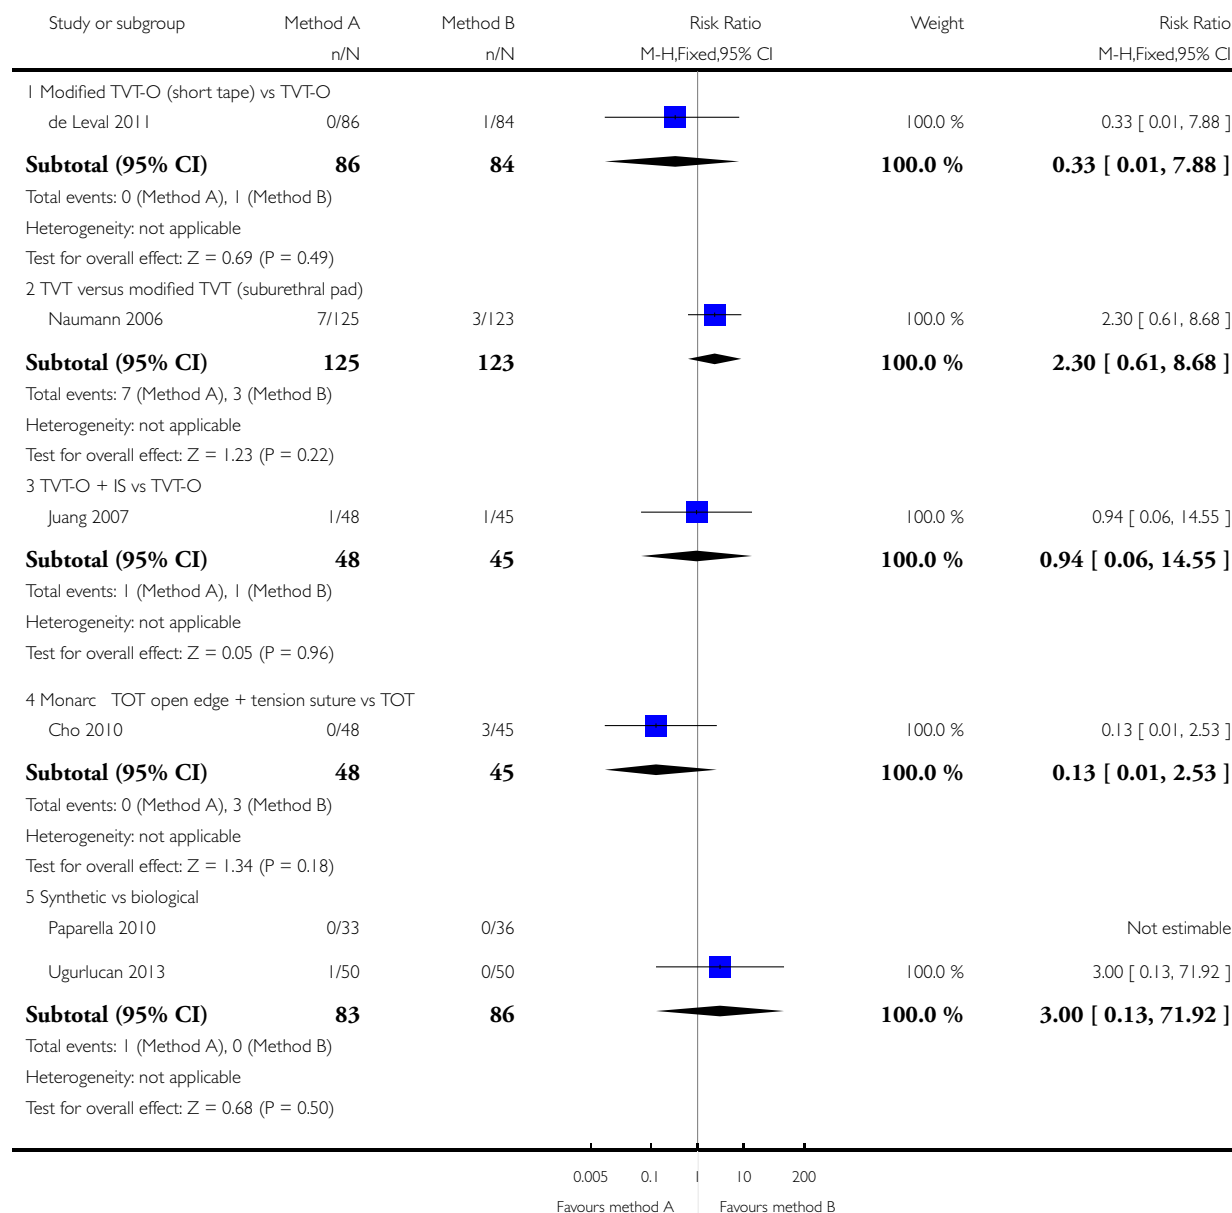 Study or subgroup Method A Method B Risk Ratio Weight Risk Ratio
n/N n/N M-H,Fixed,95% CI M-H,Fixed,95% CI
1 Modified TVT-O (short tape) vs TVT-O
de Leval 2011 0/86 1/84 100.0 % 0.33 [ 0.01, 7.88 ]
Subtotal (95% CI) 86 84 100.0 % 0.33 [ 0.01, 7.88 ]
Total events: 0 (Method A), 1 (Method B)
Heterogeneity: not applicable
Test for overall effect: Z = 0.69 (P = 0.49)
2 TVT versus modified TVT (suburethral pad)
Naumann 2006 7/125 3/123 100.0 % 2.30 [ 0.61, 8.68 ]
Subtotal (95% CI) 125 123 100.0 % 2.30 [ 0.61, 8.68 ]
Total events: 7 (Method A), 3 (Method B)
Heterogeneity: not applicable
Test for overall effect: Z = 1.23 (P = 0.22)
3 TVT-O + IS vs TVT-O
Juang 2007 1/48 1/45 100.0 % 0.94 [ 0.06, 14.55 ]
Subtotal (95% CI) 48 45 100.0 % 0.94 [ 0.06, 14.55 ]
Total events: 1 (Method A), 1 (Method B)
Heterogeneity: not applicable
Test for overall effect: Z = 0.05 (P = 0.96)
4 Monarc TOT open edge + tension suture vs TOT
Cho 2010 0/48 3/45 100.0 % 0.13 [ 0.01, 2.53 ]
Subtotal (95% CI) 48 45 100.0 % 0.13 [ 0.01, 2.53 ]
Total events: 0 (Method A), 3 (Method B)
Heterogeneity: not applicable
Test for overall effect: Z = 1.34 (P = 0.18)
5 Synthetic vs biological
Paparella 2010 0/33 0/36 Not estimable
Ugurlucan 2013 1/50 0/50 100.0 % 3.00 [ 0.13, 71.92 ]
Subtotal (95% CI) 83 86 100.0 % 3.00 [ 0.13, 71.92 ]
Total events: 1 (Method A), 0 (Method B)
Heterogeneity: not applicable
Test for overall effect: Z = 0.68 (P = 0.50)
0.005 0.1 1 10 200
Favours method A Favours method B